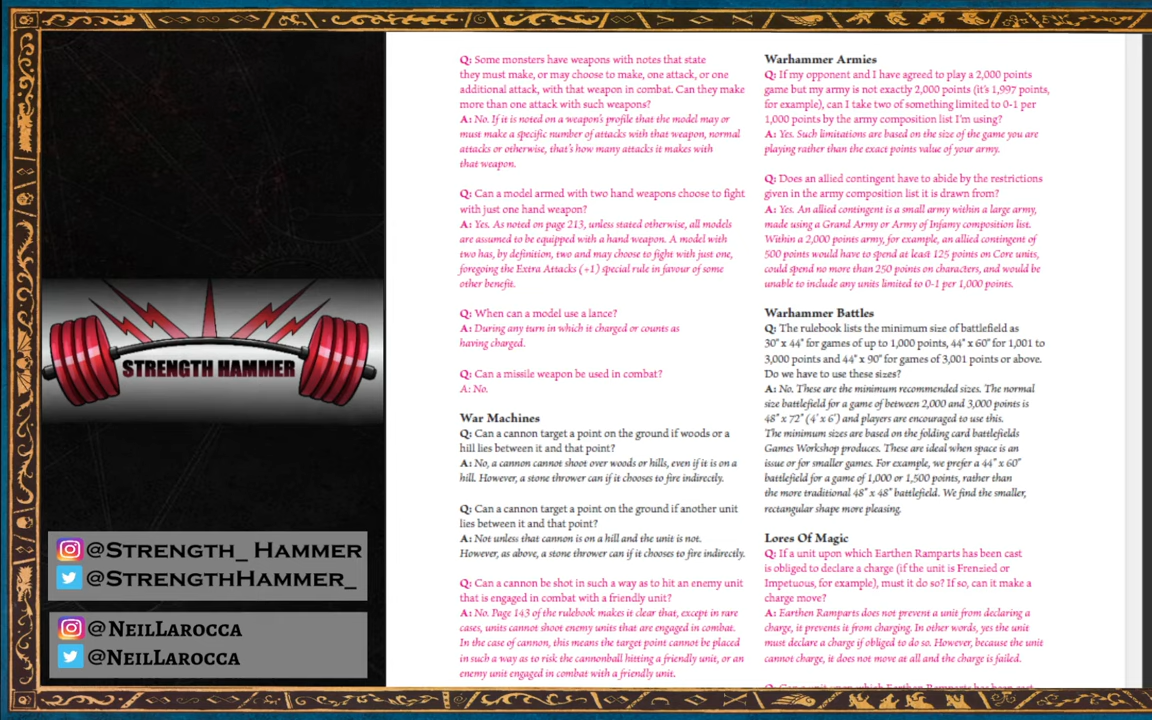 STRENGTH HAMMER
@Strength_Hammer
@StrengthHammer_
@NeilLarocca
@NeilLarocca
Q: Some monsters have weapons with notes that state
they must make, or may choose to make, one attack, or one
additional attack, with that weapon in combat. Can they make
more than one attack with such weapons?
A: No. If it is noted on a weapon's profile that the model may or
must make a specific number of attacks with that weapon, normal
attacks or otherwise, that's how many attacks it makes with
that weapon.
Q: Can a model armed with two hand weapons choose to fight
with just one hand weapon?
A: Yes. As noted on page 213, unless stated otherwise, all models
are assumed to be equipped with a hand weapon. A model with
two has, by definition, two and may choose to fight with just one,
foregoing the Extra Attacks (+1) special rule in favour of some
other benefit.
Q: When can a model use a lance?
A: During any turn in which it charged or counts as
having charged.
Q: Can a missile weapon be used in combat?
A: No.
War Machines
Q: Can a cannon target a point on the ground if woods or a
hill lies between it and that point?
A: No, a cannon cannot shoot over woods or hills, even if it is on a
hill. However, a stone thrower can if it chooses to fire indirectly.
Q: Can a cannon target a point on the ground if another unit
lies between it and that point?
A: Not unless that cannon is on a hill and the unit is not.
However, as above, a stone thrower can if it chooses to fire indirectly.
Q: Can a cannon be shot in such a way as to hit an enemy unit
that is engaged in combat with a friendly unit?
A: No. Page 143 of the rulebook makes it clear that, except in rare
cases, units cannot shoot enemy units that are engaged in combat.
In the case of cannon, this means the target point cannot be placed
in such a way as to risk the cannonball hitting a friendly unit, or an
enemy unit engaged in combat with a friendly unit.
Warhammer Armies
Q: If my opponent and I have agreed to play a 2,000 points
game but my army is not exactly 2,000 points (it's 1,997 points,
for example), can I take two of something limited to 0-1 per
1,000 points by the army composition list I'm using?
A: Yes. Such limitations are based on the size of the game you are
playing rather than the exact points value of your army.
Q: Does an allied contingent have to abide by the restrictions
given in the army composition list it is drawn from?
A: Yes. An allied contingent is a small army within a large army,
made using a Grand Army or Army of Infamy composition list.
Within a 2,000 points army, for example, an allied contingent of
500 points would have to spend at least 125 points on Core units,
could spend no more than 250 points on characters, and would be
unable to include any units limited to 0-1 per 1,000 points.
Warhammer Battles
Q: The rulebook lists the minimum size of battlefield as
30" x 44" for games of up to 1,000 points, 44" x 60" for 1,001 to
3,000 points and 44" x 90" for games of 3,001 points or above.
Do we have to use these sizes?
A: No. These are the minimum recommended sizes. The normal
size battlefield for a game of between 2,000 and 3,000 points is
48" x 72" (4' x 6') and players are encouraged to use this.
The minimum sizes are based on the folding card battlefields
Games Workshop produces. These are ideal when space is an
issue or for smaller games. For example, we prefer a 44" x 60"
battlefield for a game of 1,000 or 1,500 points, rather than
the more traditional 48" x 48" battlefield. We find the smaller,
rectangular shape more pleasing.
Lores Of Magic
Q: If a unit upon which Earthen Ramparts has been cast
is obliged to declare a charge (if the unit is Frenzied or
Impetuous, for example), must it do so? If so, can it make a
charge move?
A: Earthen Ramparts does not prevent a unit from declaring a
charge, it prevents it from charging. In other words, yes the unit
must declare a charge if obliged to do so. However, because the unit
cannot charge, it does not move at all and the charge is failed.